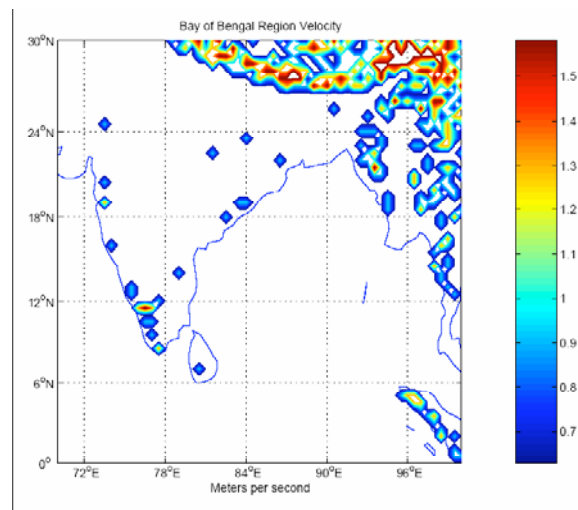 Bay of Bengal Region Velocity
30°N
24°N
18°N
12°N
6°N
0°
72°E 78°E 84°E 90°E 96°E
Meters per second
1.5
1.4
1.3
1.2
1.1
1
0.9
0.8
0.7